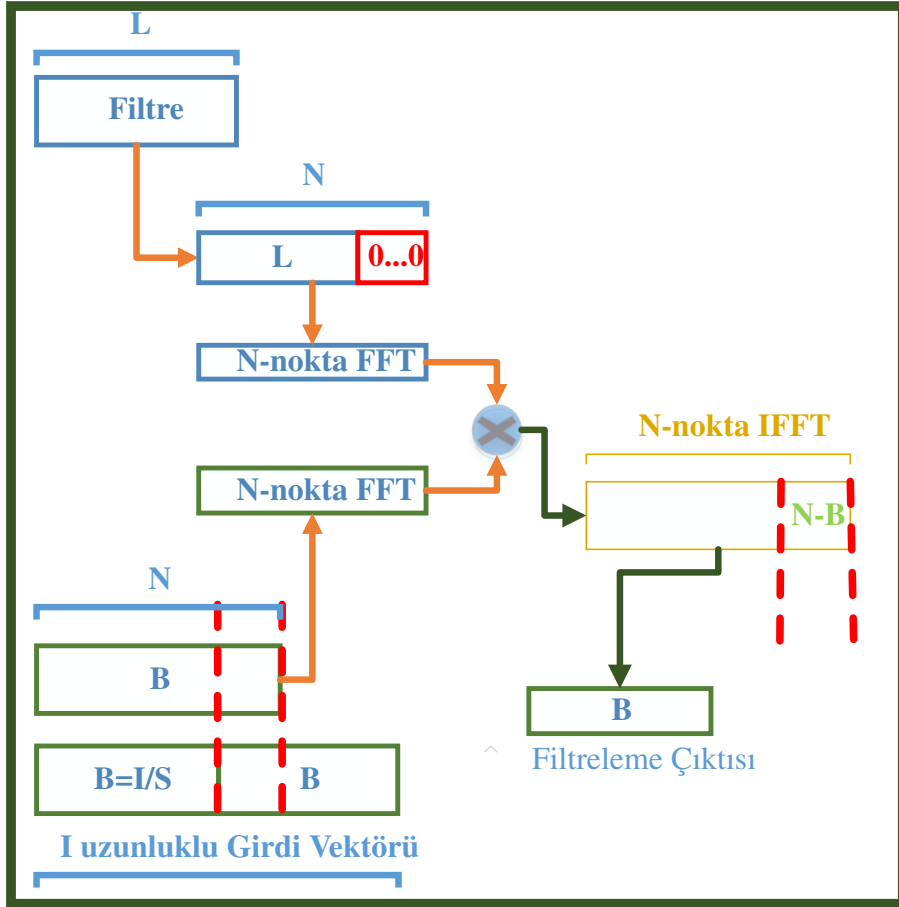 L
Filtre
N
L
0...0
N-nokta FFT
N-nokta IFFT
N-nokta FFT
N-B
N
B
B
B=I/S
B
Filtreleme Çıktısı
I uzunluklu Girdi Vektörü